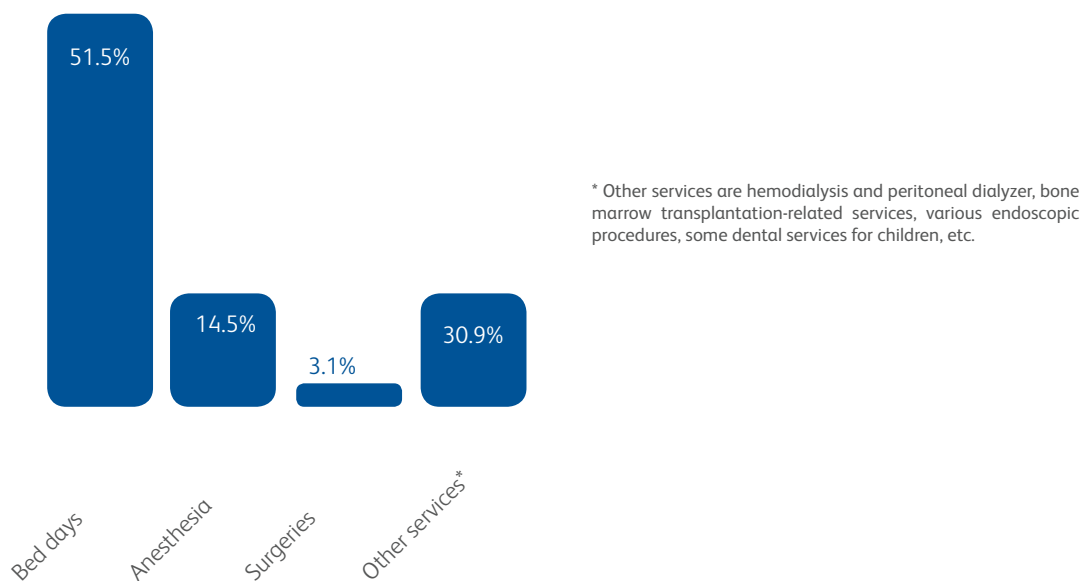 51.5%
14.5%
3.1%
30.9%
Bed days
Anesthesia
Surgeries
Other services*
* Other services are hemodialysis and peritoneal dialyzer, bone
marrow transplantation-related services, various endoscopic
procedures, some dental services for children, etc.